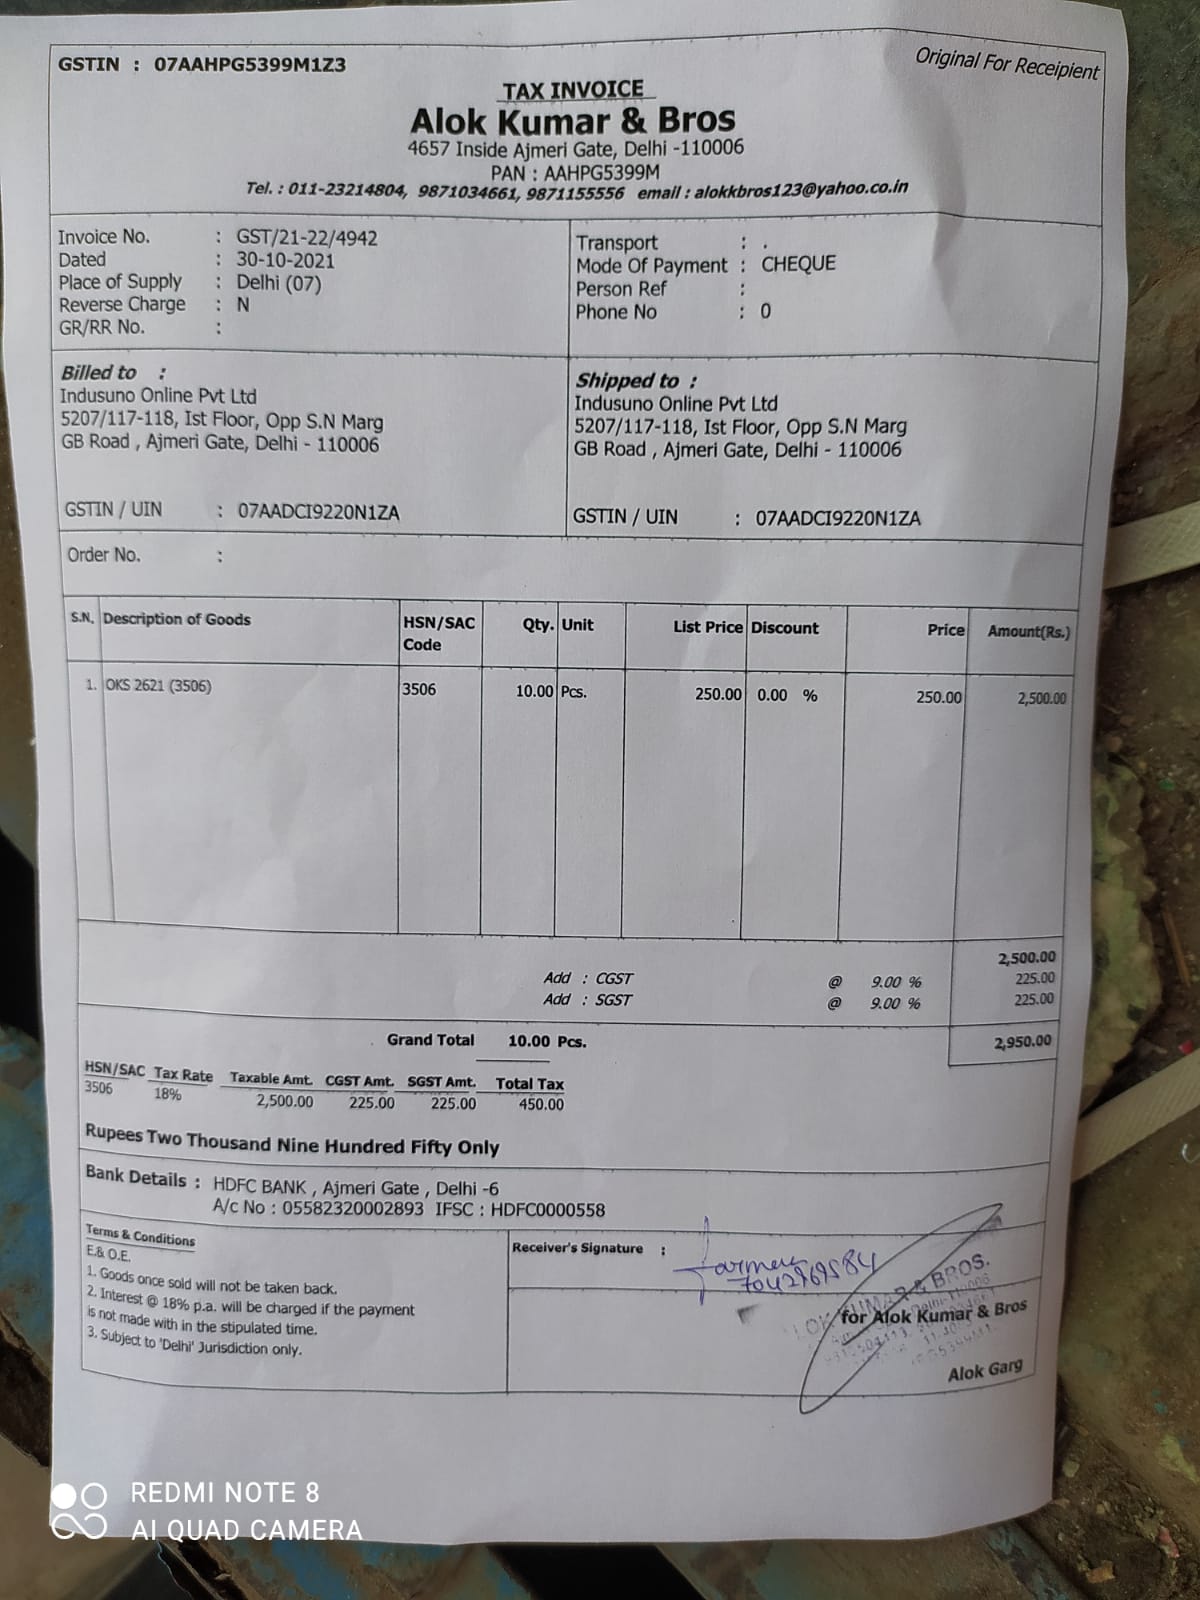 GSTIN : 07AAHPG5399M1Z3
Original For Receipient
TAX INVOICE
Alok Kumar & Bros
4657 Inside Ajmeri Gate, Delhi -110006
PAN : AAHPG5399M
Tel. : 011-23214804, 9871034661, 9871155556 email : alokkbros123@yahoo.co.in
Invoice No. : GST/21-22/4942
Dated : 30-10-2021
Place of Supply : Delhi (07)
Reverse Charge : N
GR/RR No. :
Transport : .
Mode Of Payment : CHEQUE
Person Ref :
Phone No : 0
Billed to :
Indusuno Online Pvt Ltd
5207/117-118, Ist Floor, Opp S.N Marg
GB Road , Ajmeri Gate, Delhi - 110006
GSTIN / UIN : 07AADCI9220N1ZA
Shipped to :
Indusuno Online Pvt Ltd
5207/117-118, Ist Floor, Opp S.N Marg
GB Road , Ajmeri Gate, Delhi - 110006
GSTIN / UIN : 07AADCI9220N1ZA
Order No. :
S.N. Description of Goods HSN/SAC Code Qty. Unit List Price Discount Price Amount(Rs.)
1. OKS 2621 (3506) 3506 10.00 Pcs. 250.00 0.00 % 250.00 2,500.00
2,500.00
Add : CGST @ 9.00 % 225.00
Add : SGST @ 9.00 % 225.00
Grand Total 10.00 Pcs. 2,950.00
HSN/SAC Tax Rate Taxable Amt. CGST Amt. SGST Amt. Total Tax
3506 18% 2,500.00 225.00 225.00 450.00
Rupees Two Thousand Nine Hundred Fifty Only
Bank Details : HDFC BANK , Ajmeri Gate , Delhi -6
A/c No : 05582320002893 IFSC : HDFC0000558
Terms & Conditions
E.& O.E.
1. Goods once sold will not be taken back.
2. Interest @ 18% p.a. will be charged if the payment
is not made with in the stipulated time.
3. Subject to 'Delhi' Jurisdiction only.
Receiver's Signature :
KUMAR & BROS.
for Alok Kumar & Bros
Alok Garg
REDMI NOTE 8
AI QUAD CAMERA